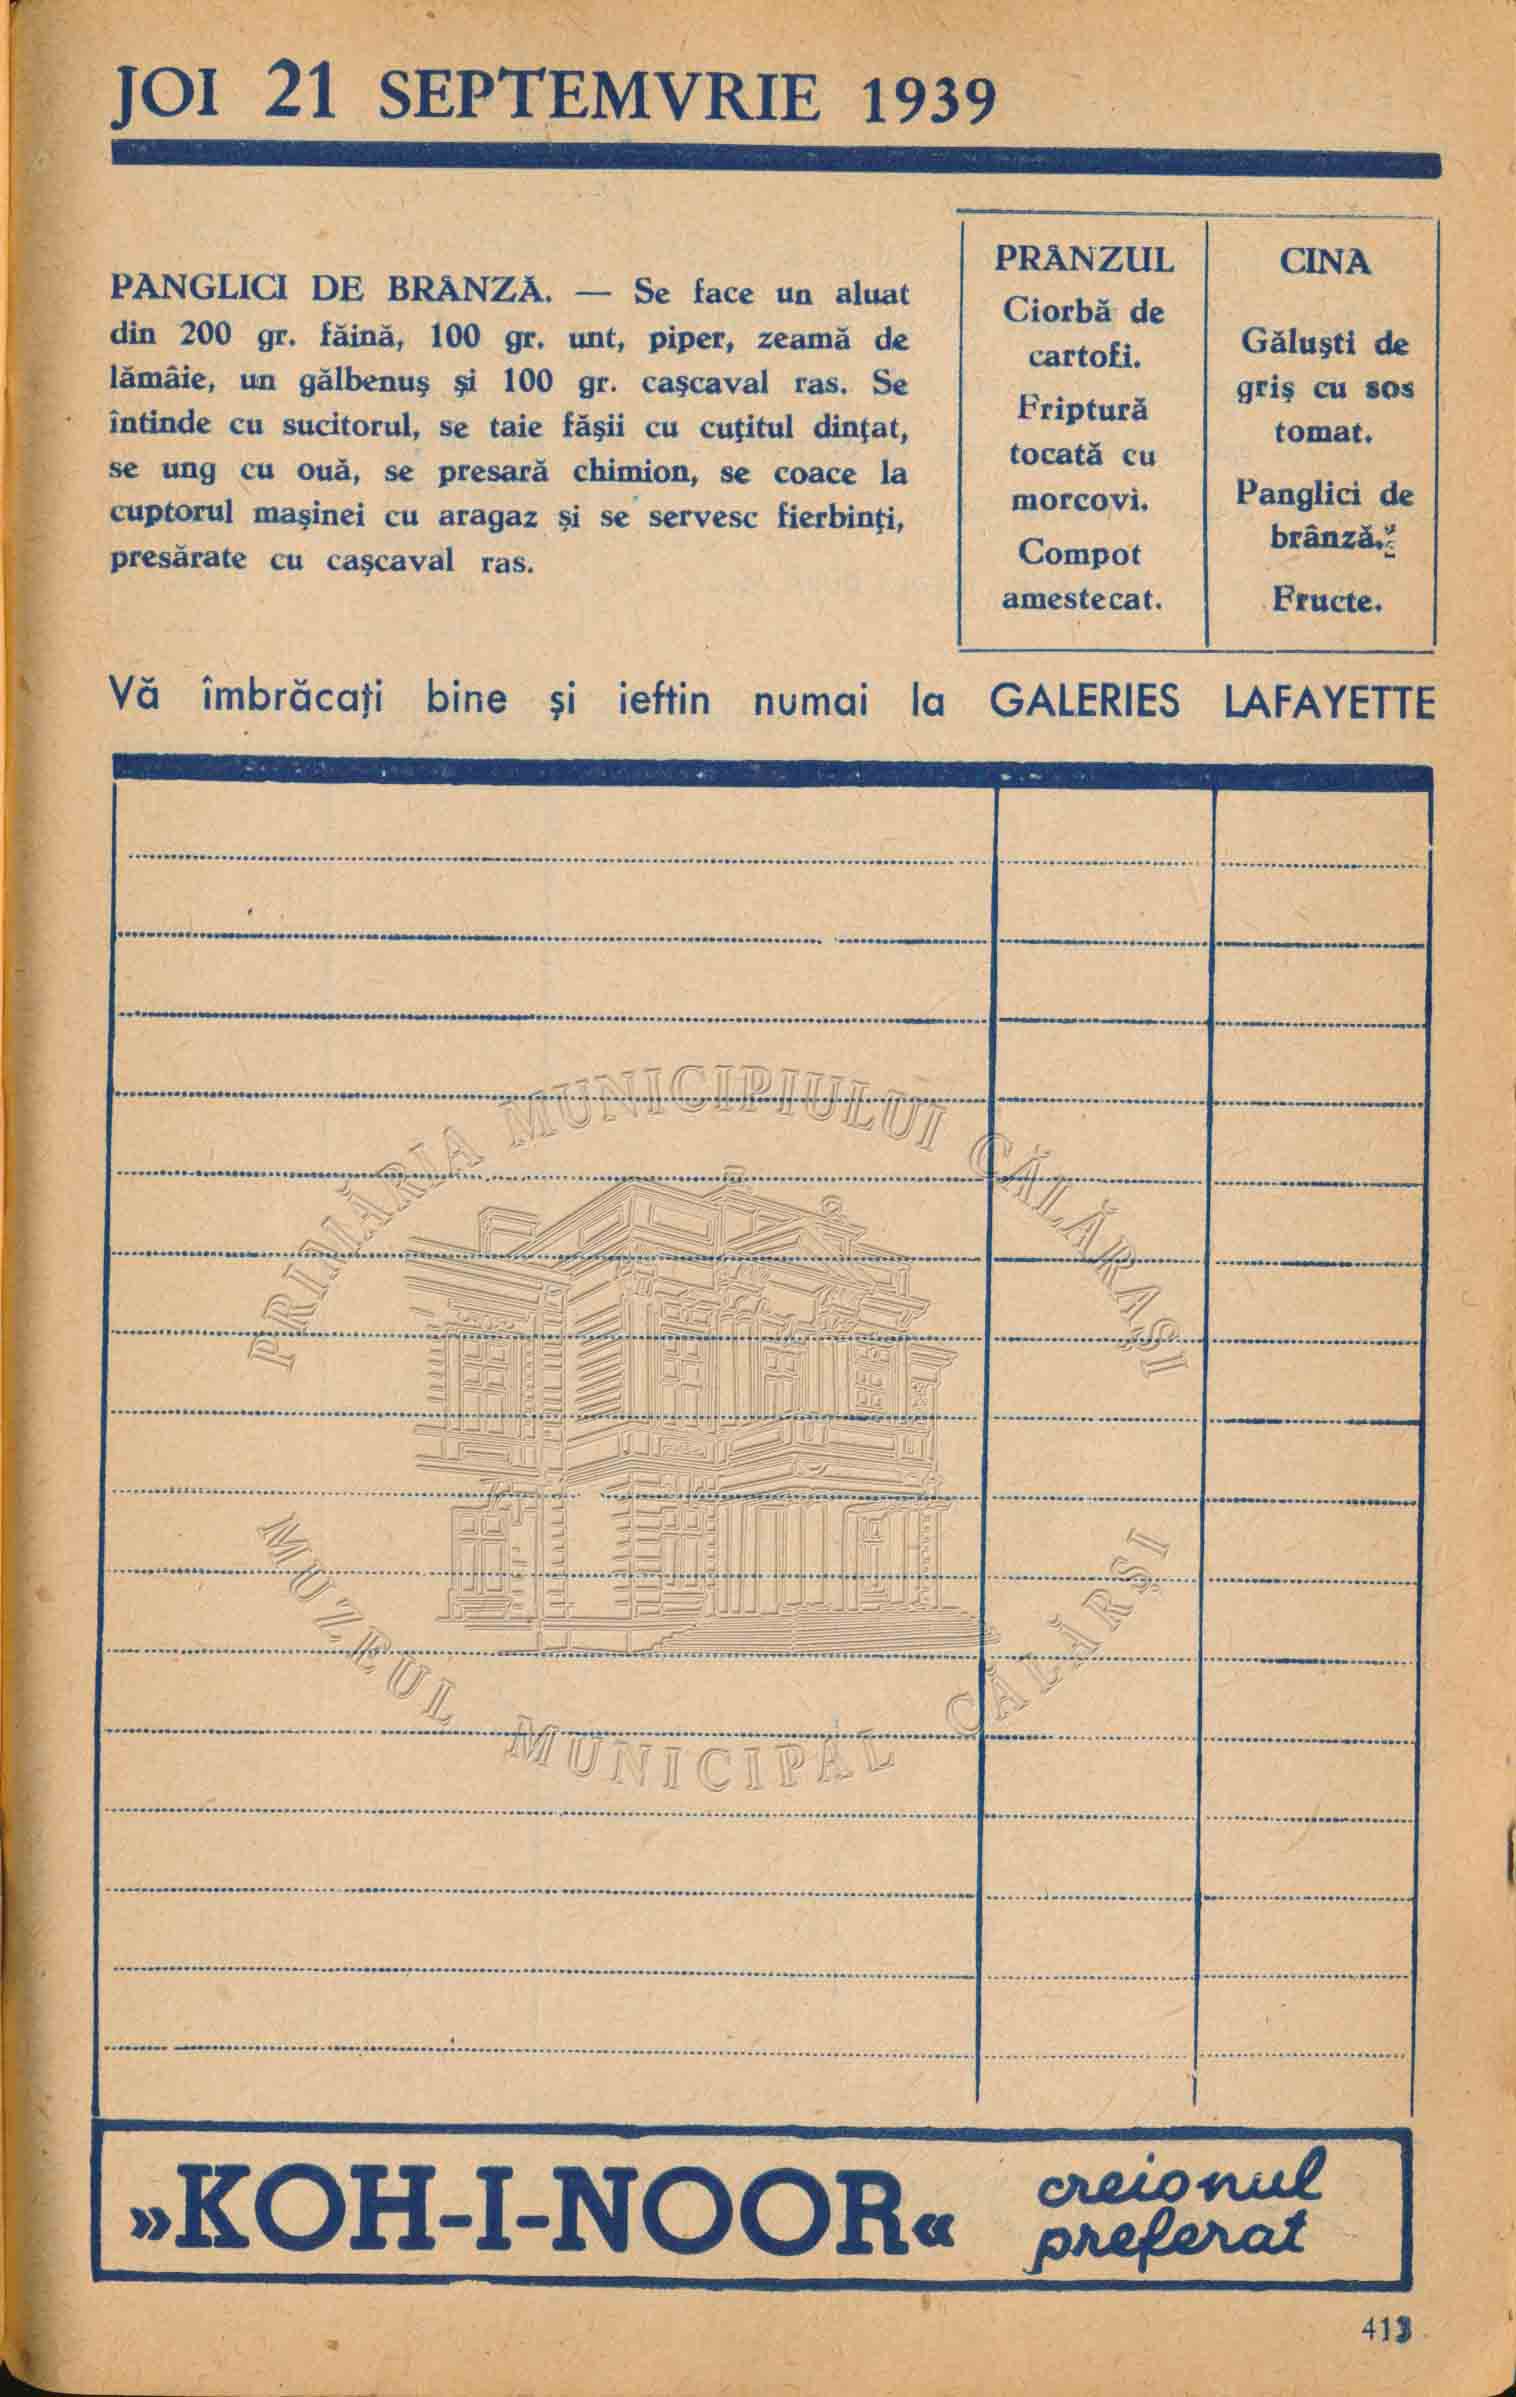 JOI 21 SEPTEMVRIE 1939
PANGLICI DE BRÂNZĂ. — Se face un aluat
din 200 gr. făină, 100 gr. unt, piper, zeamă de
lămâie, un gălbenuş şi 100 gr. caşcaval ras. Se
întinde cu sucitorul, se taie făşii cu cuţitul dinţat,
se ung cu ouă, se presară chimion, se coace la
cuptorul maşinei cu aragaz şi se servesc fierbinţi,
presărate cu caşcaval ras.
PRÂNZUL
Ciorbă de
cartofi.
Friptură
tocată cu
morcovi.
Compot
amestecat.
CINA
Găluşti de
griş cu sos
tomat.
Panglici de
brânză.
Fructe.
Vă îmbrăcaţi bine şi ieftin numai la GALERIES LAFAYETTE
PRIMĂRIA MUNICIPIULUI CĂLĂRAȘI
MUZEUL MUNICIPAL CĂLĂRȘI
»KOH-I-NOOR«
creionul
preferat